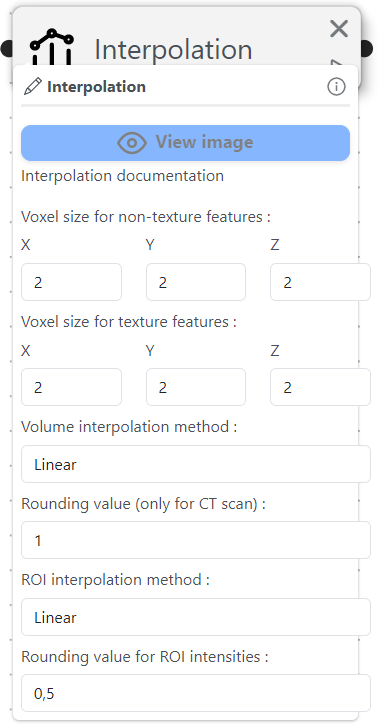 Interpolation
Interpolation
View image
Interpolation documentation
Voxel size for non-texture features :
X Y Z
2 2 2
Voxel size for texture features :
X Y Z
2 2 2
Volume interpolation method :
Linear
Rounding value (only for CT scan) :
1
ROI interpolation method :
Linear
Rounding value for ROI intensities :
0,5